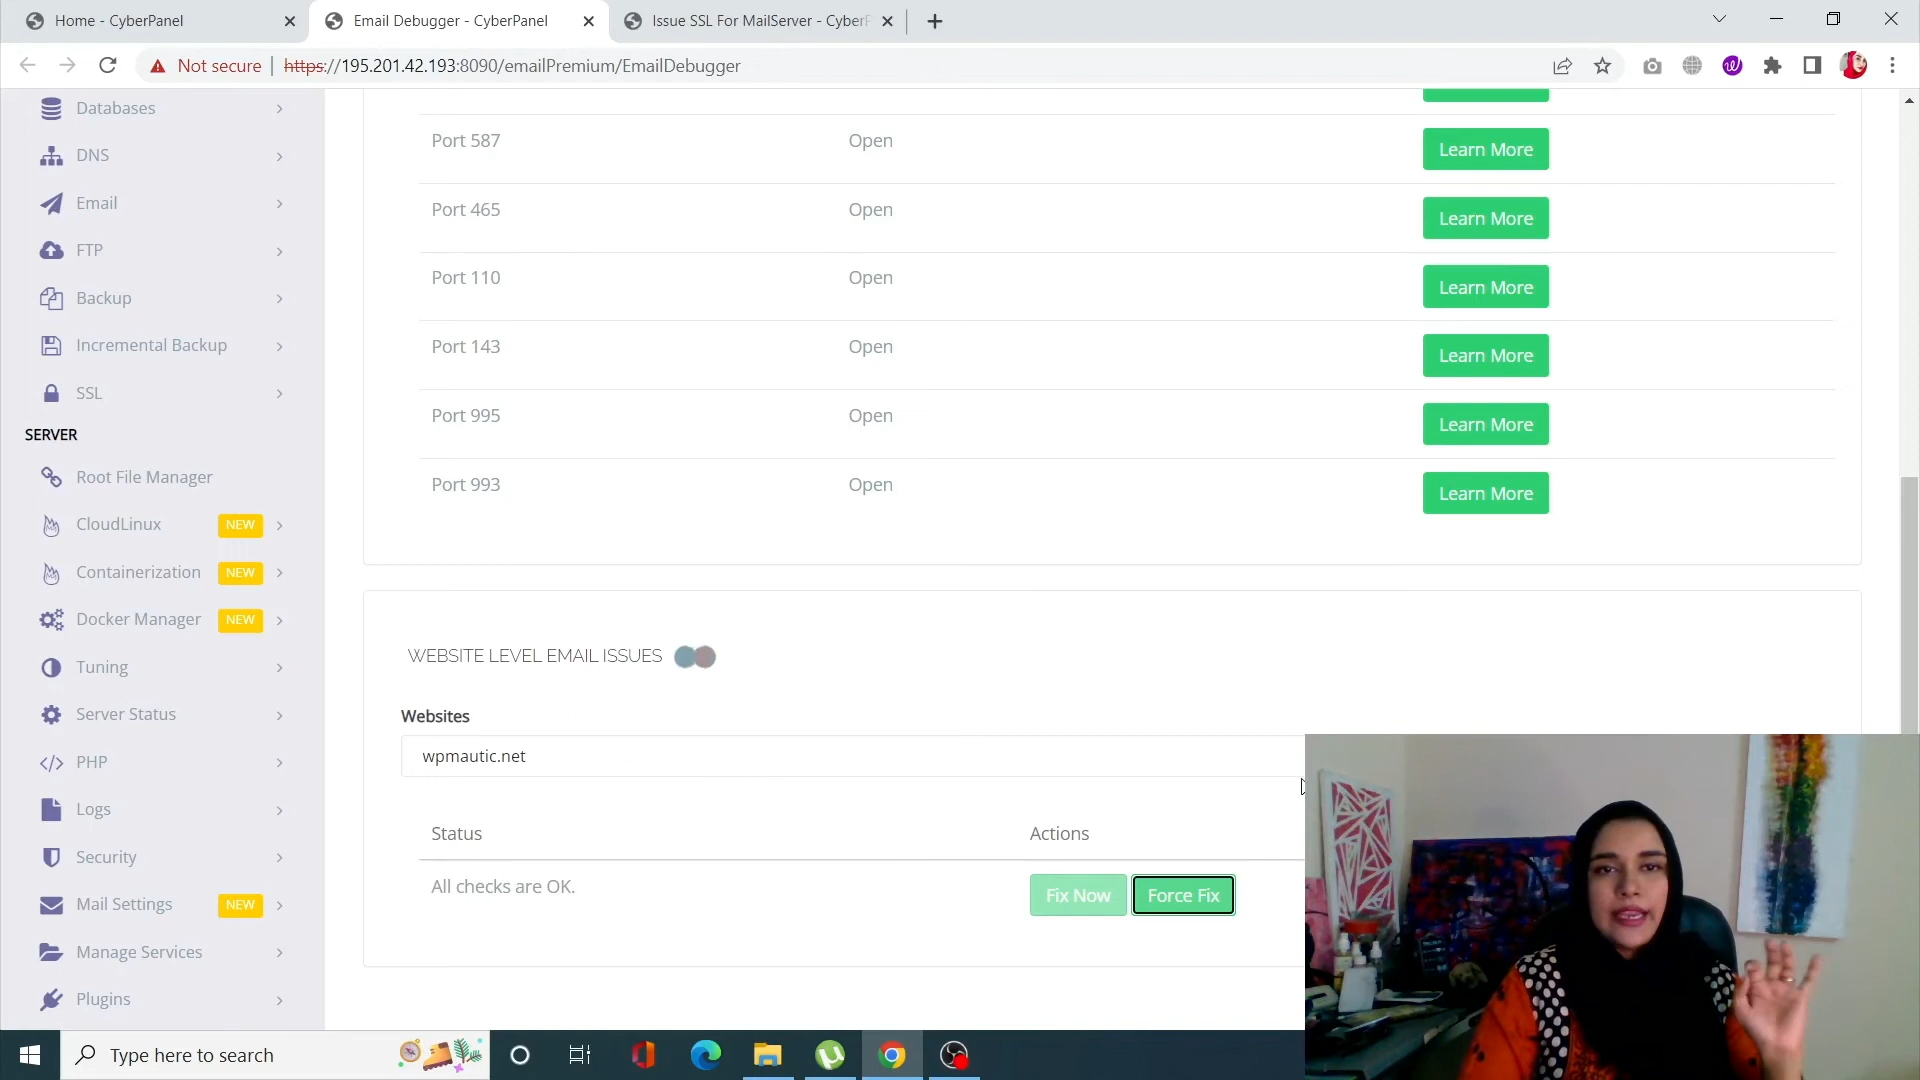 Home - CyberPanel
Email Debugger - CyberPanel
Issue SSL For MailServer - CyberP
Not secure
https://195.201.42.193:8090/emailPremium/EmailDebugger
Databases
DNS
Email
FTP
Backup
Incremental Backup
SSL
SERVER
Root File Manager
CloudLinux NEW
Containerization NEW
Docker Manager NEW
Tuning
Server Status
PHP
Logs
Security
Mail Settings NEW
Manage Services
Plugins
Port 587 Open Learn More
Port 465 Open Learn More
Port 110 Open Learn More
Port 143 Open Learn More
Port 995 Open Learn More
Port 993 Open Learn More
WEBSITE LEVEL EMAIL ISSUES
Websites
wpmautic.net
Status Actions
All checks are OK. Fix Now Force Fix
Type here to search